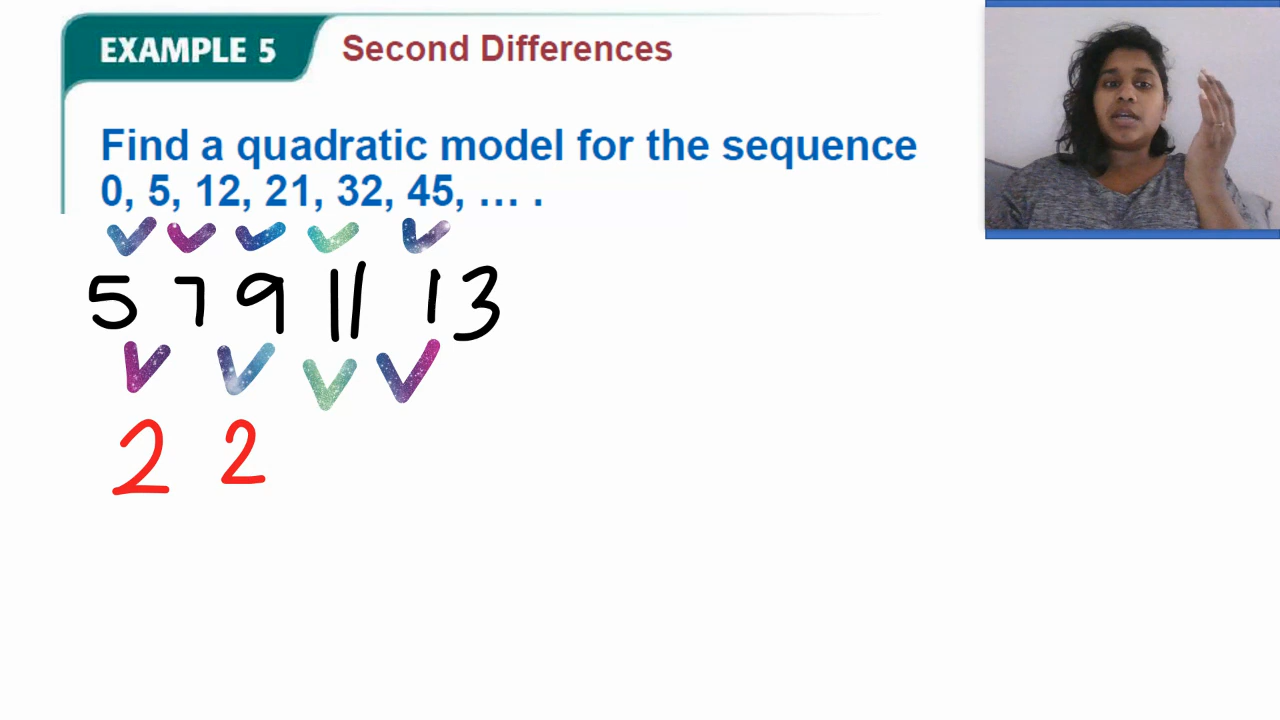 EXAMPLE 5 Second Differences
Find a quadratic model for the sequence
0, 5, 12, 21, 32, 45, ... .
5 7 9 11 13
2 2